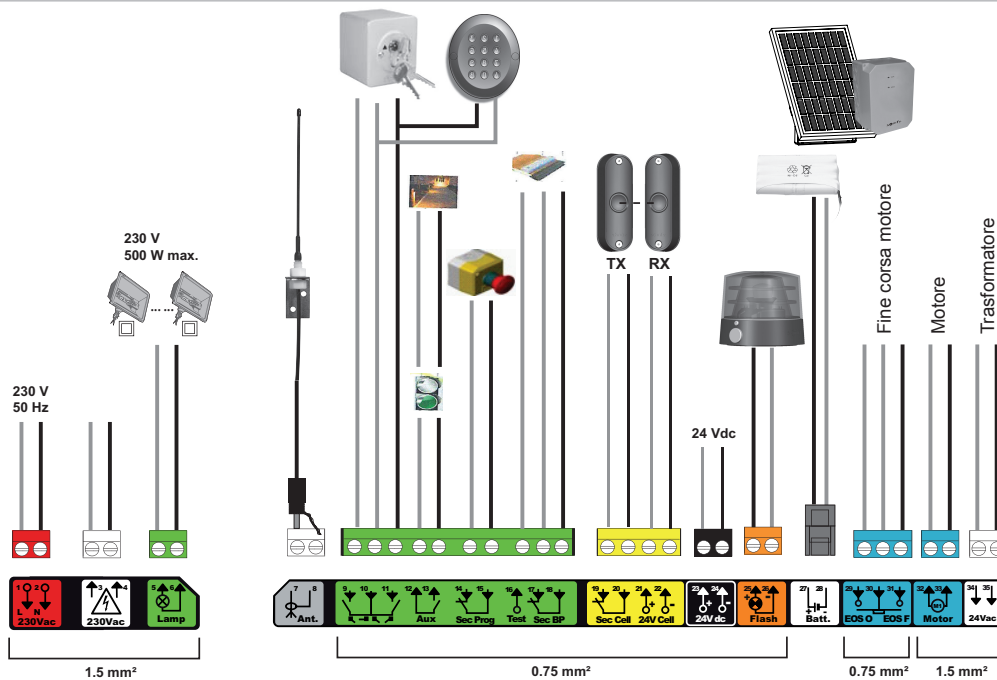 230 V
500 W max.
... ...
230 V
50 Hz
TX
RX
24 Vdc
Fine corsa motore
Motore
Trasformatore
1 2
L N
230Vac
3 4
230Vac
5 6
Lamp
7 8
Ant.
9 10 11
12 13
Aux
14 15
Sec Prog
16
Test
17 18
Sec BP
19 20
Sec Cell
21 22
24V Cell
23 24
24V dc
25 26
Flash
27 28
Batt.
29 30 31
EOS O EOS F
32 33
M1
Motor
34 35
24Vac
1.5 mm²
0.75 mm²
0.75 mm²
1.5 mm²